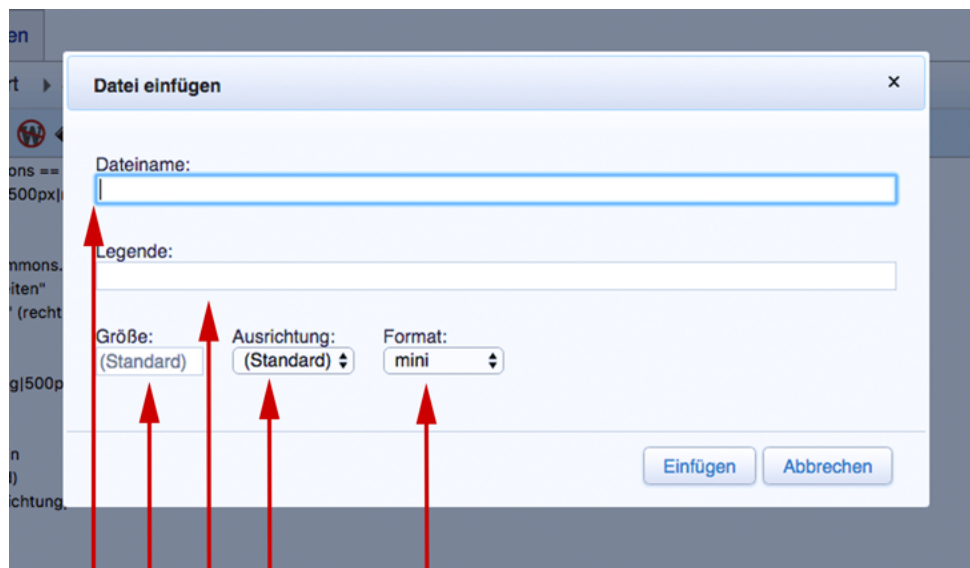 en
rt
Datei einfügen
×
W
ons ==
500px|
Dateiname:
mmons.
iten"
' (recht
Legende:
Größe: Ausrichtung: Format:
(Standard) (Standard) mini
g|500p
n
)
ichtung
Einfügen Abbrechen